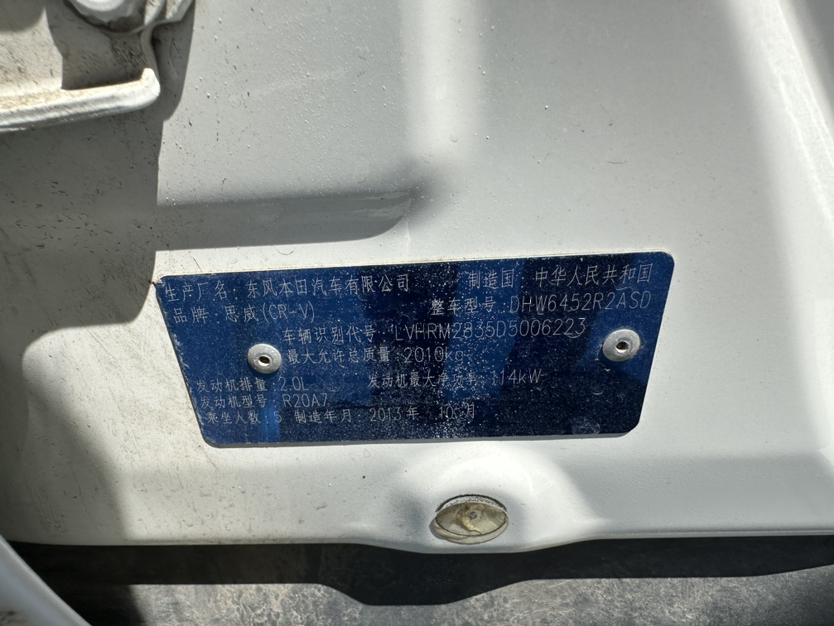 生产厂名: 东风本田汽车有限公司 制造国 中华人民共和国
品牌: 思威(CR-V) 整车型号: DHW6452R2ASD
车辆识别代号: LVHRM2835D5006223
最大允许总质量: 2010kg
发动机排量: 2.0L 发动机最大净功率: 114kW
发动机型号: R20A7
乘坐人数: 5 制造年月 2013年 10月